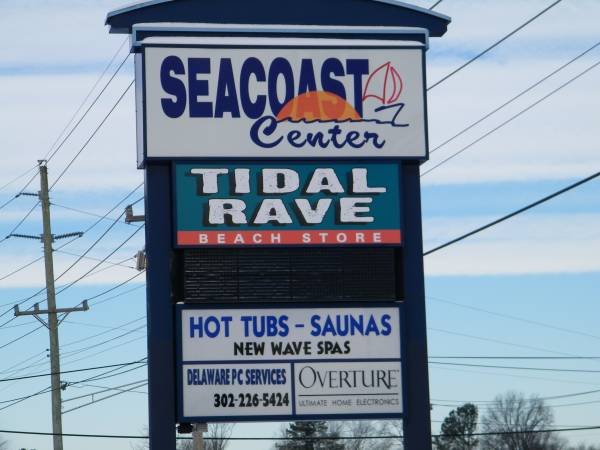 SEACOAST
Center
TIDAL
RAVE
BEACH STORE
HOT TUBS - SAUNAS
NEW WAVE SPAS
DELAWARE PC SERVICES
302-226-5424
OVERTURE
ULTIMATE HOME ELECTRONICS